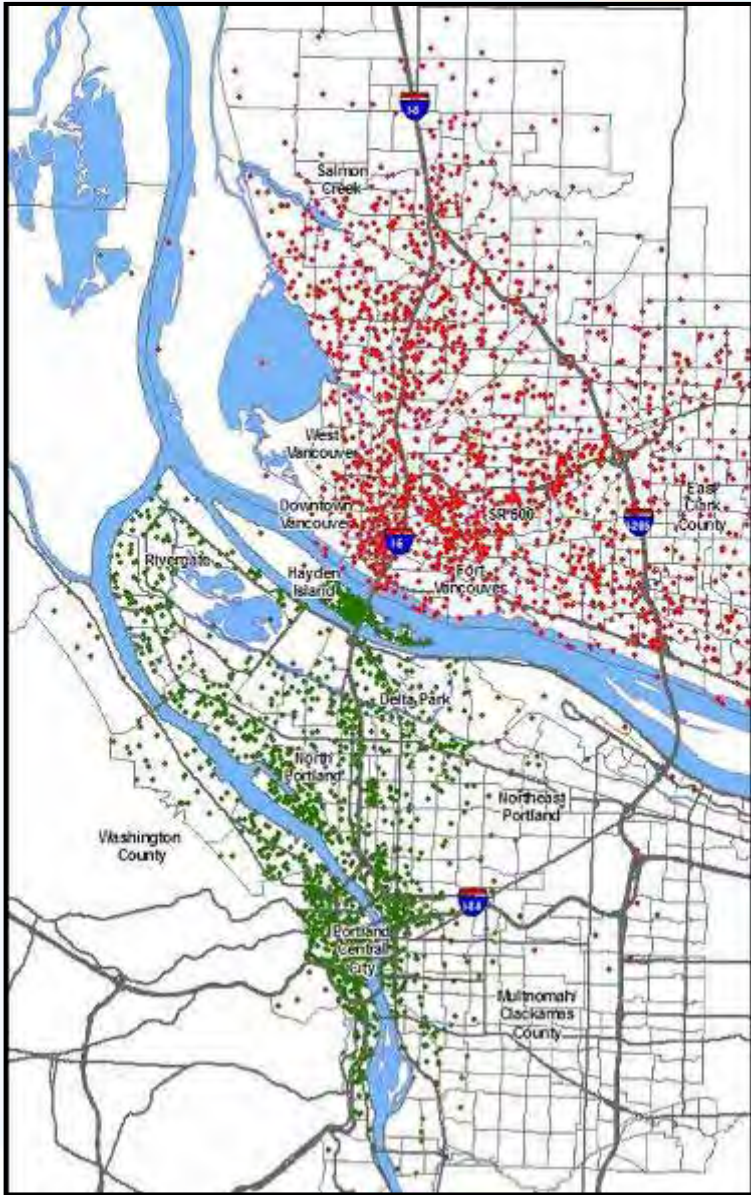 I-5
Salmon
Creek
West
Vancouver
Downtown
Vancouver
SR 500
East
Clark
County
I-205
I-5
Rivergate
Hayden
Island
Fort
Vancouver
Delta Park
North
Portland
Northeast
Portland
Washington
County
I-84
Portland
Central
City
Multnomah/
Clackamas
County